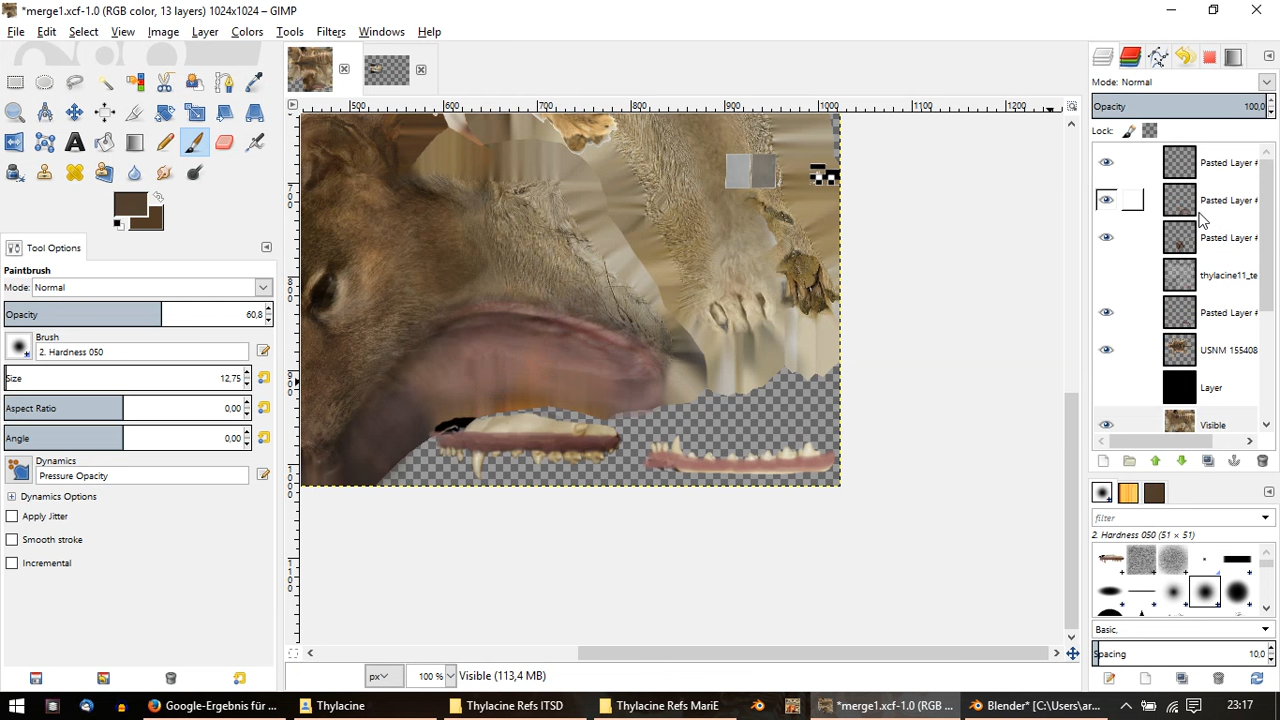 *merge1.xcf-1.0 (RGB color, 13 layers) 1024x1024 – GIMP
File Edit Select View Image Layer Colors Tools Filters Windows Help
Mode: Normal
Opacity 100,0
Lock:
500 600 700 800 900 1000 1100 1200
700
800
900
1000
1100
Pasted Layer #
Pasted Layer #
Pasted Layer #
thylacine11_te
Pasted Layer #
USNM 155408
Layer
Visible
Tool Options
Paintbrush
Mode: Normal
Opacity 60,8
Brush
2. Hardness 050
Size 12,75
Aspect Ratio 0,00
Angle 0,00
Dynamics
Pressure Opacity
Dynamics Options
Apply Jitter
Smooth stroke
Incremental
filter
2. Hardness 050 (51 × 51)
Basic,
Spacing 10,0
px 100 % Visible (113,4 MB)
Google-Ergebnis für ... Thylacine Thylacine Refs ITSD Thylacine Refs MariE *merge1.xcf-1.0 (RGB ... Blender* [C:\Users\ar... 23:17